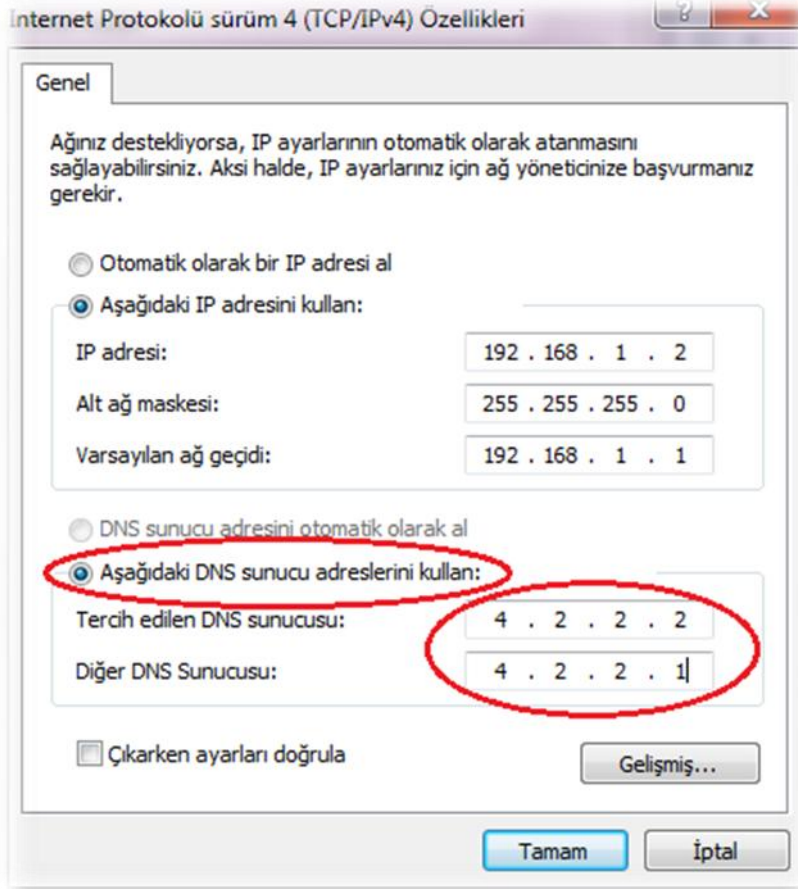 Internet Protokolü sürüm 4 (TCP/IPv4) Özellikleri
Genel
Ağınız destekliyorsa, IP ayarlarının otomatik olarak atanmasını
sağlayabilirsiniz. Aksi halde, IP ayarlarınız için ağ yöneticinize başvurmanız
gerekir.
Otomatik olarak bir IP adresi al
Aşağıdaki IP adresini kullan:
IP adresi: 192 . 168 . 1 . 2
Alt ağ maskesi: 255 . 255 . 255 . 0
Varsayılan ağ geçidi: 192 . 168 . 1 . 1
DNS sunucu adresini otomatik olarak al
Aşağıdaki DNS sunucu adreslerini kullan:
Tercih edilen DNS sunucusu: 4 . 2 . 2 . 2
Diğer DNS Sunucusu: 4 . 2 . 2 . 1
Çıkarken ayarları doğrula
Gelişmiş...
Tamam İptal